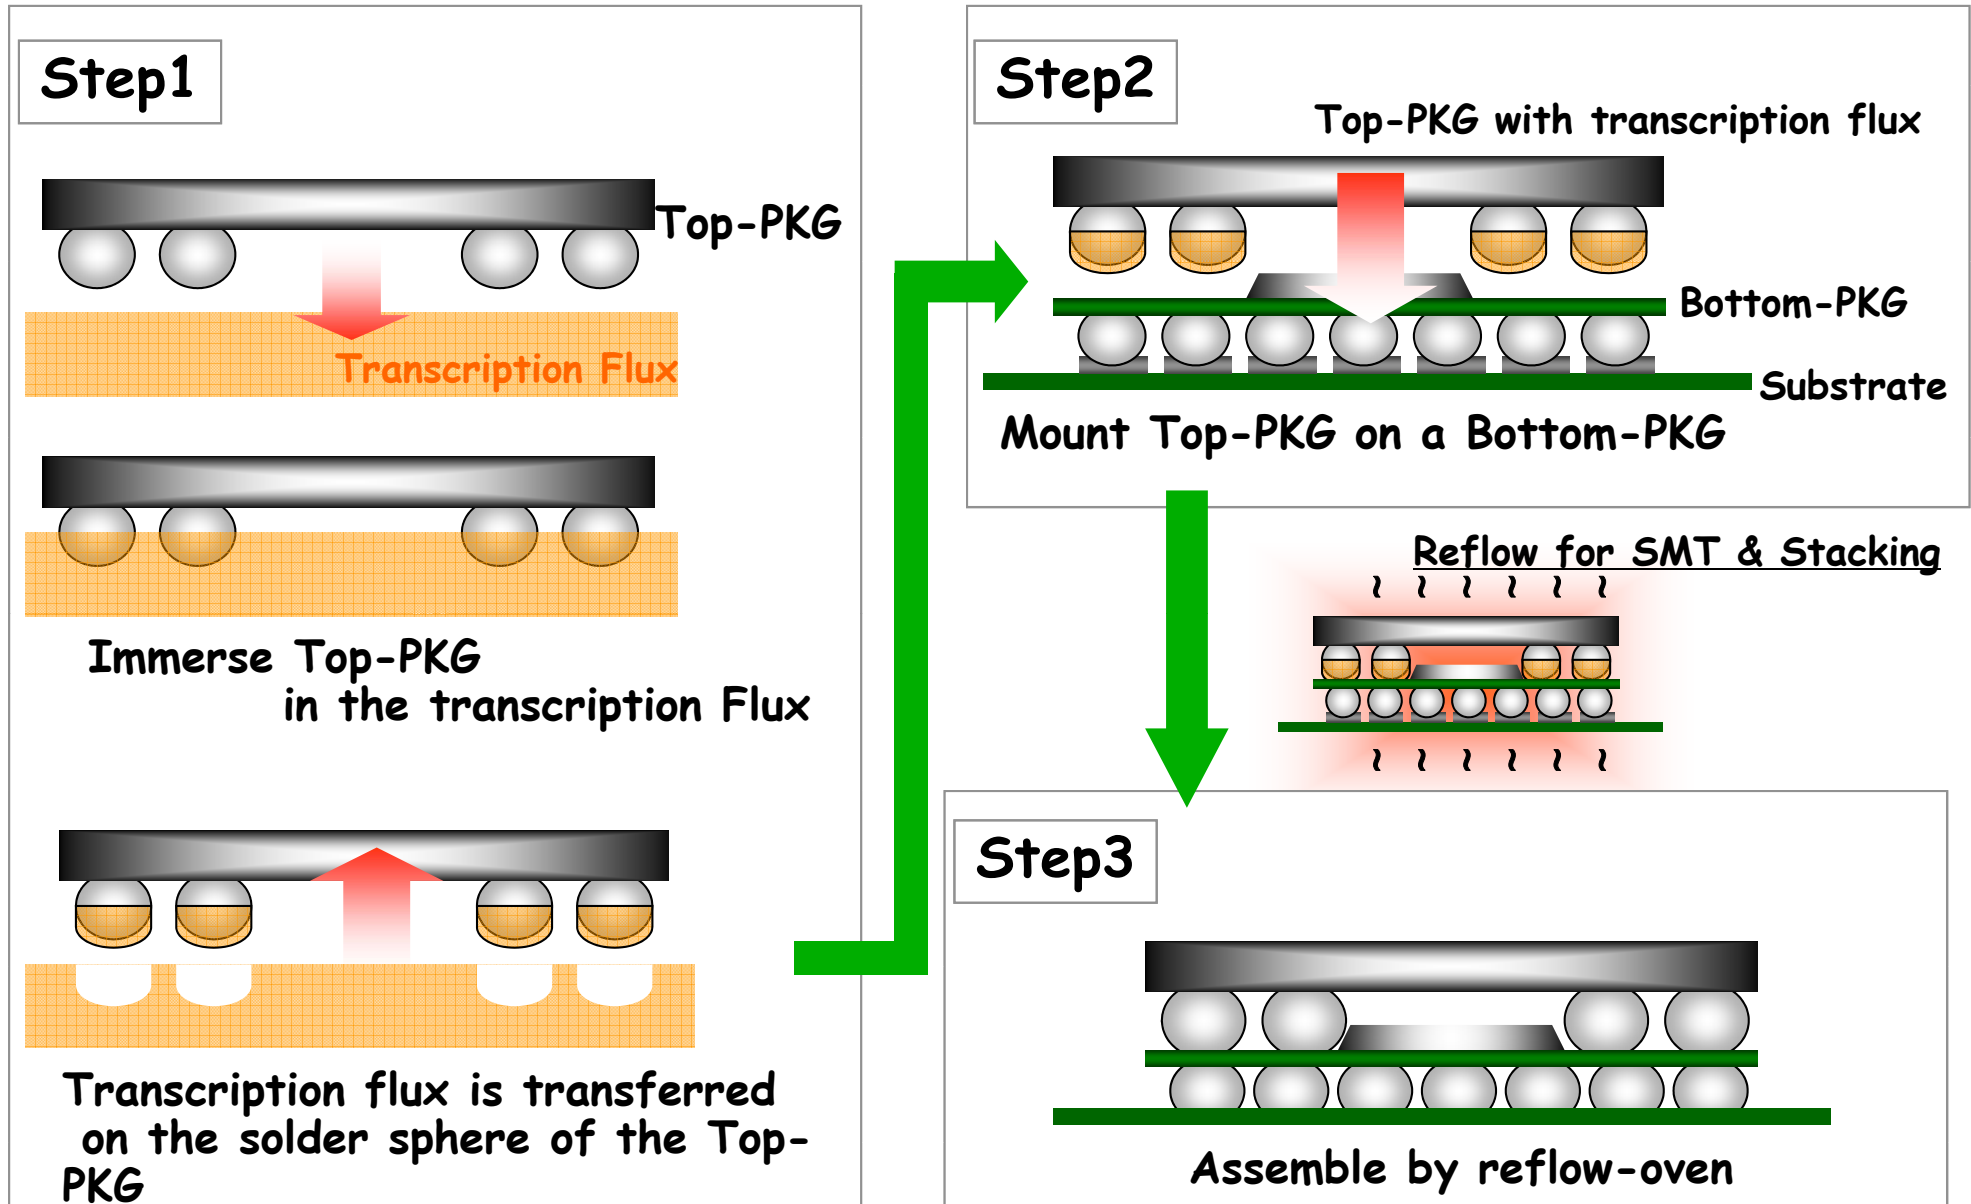 Step1
Top-PKG
Transcription Flux
Immerse Top-PKG
in the transcription Flux
Transcription flux is transferred
on the solder sphere of the Top-
PKG
Step2
Top-PKG with transcription flux
Bottom-PKG
Substrate
Mount Top-PKG on a Bottom-PKG
Reflow for SMT & Stacking
Step3
Assemble by reflow-oven